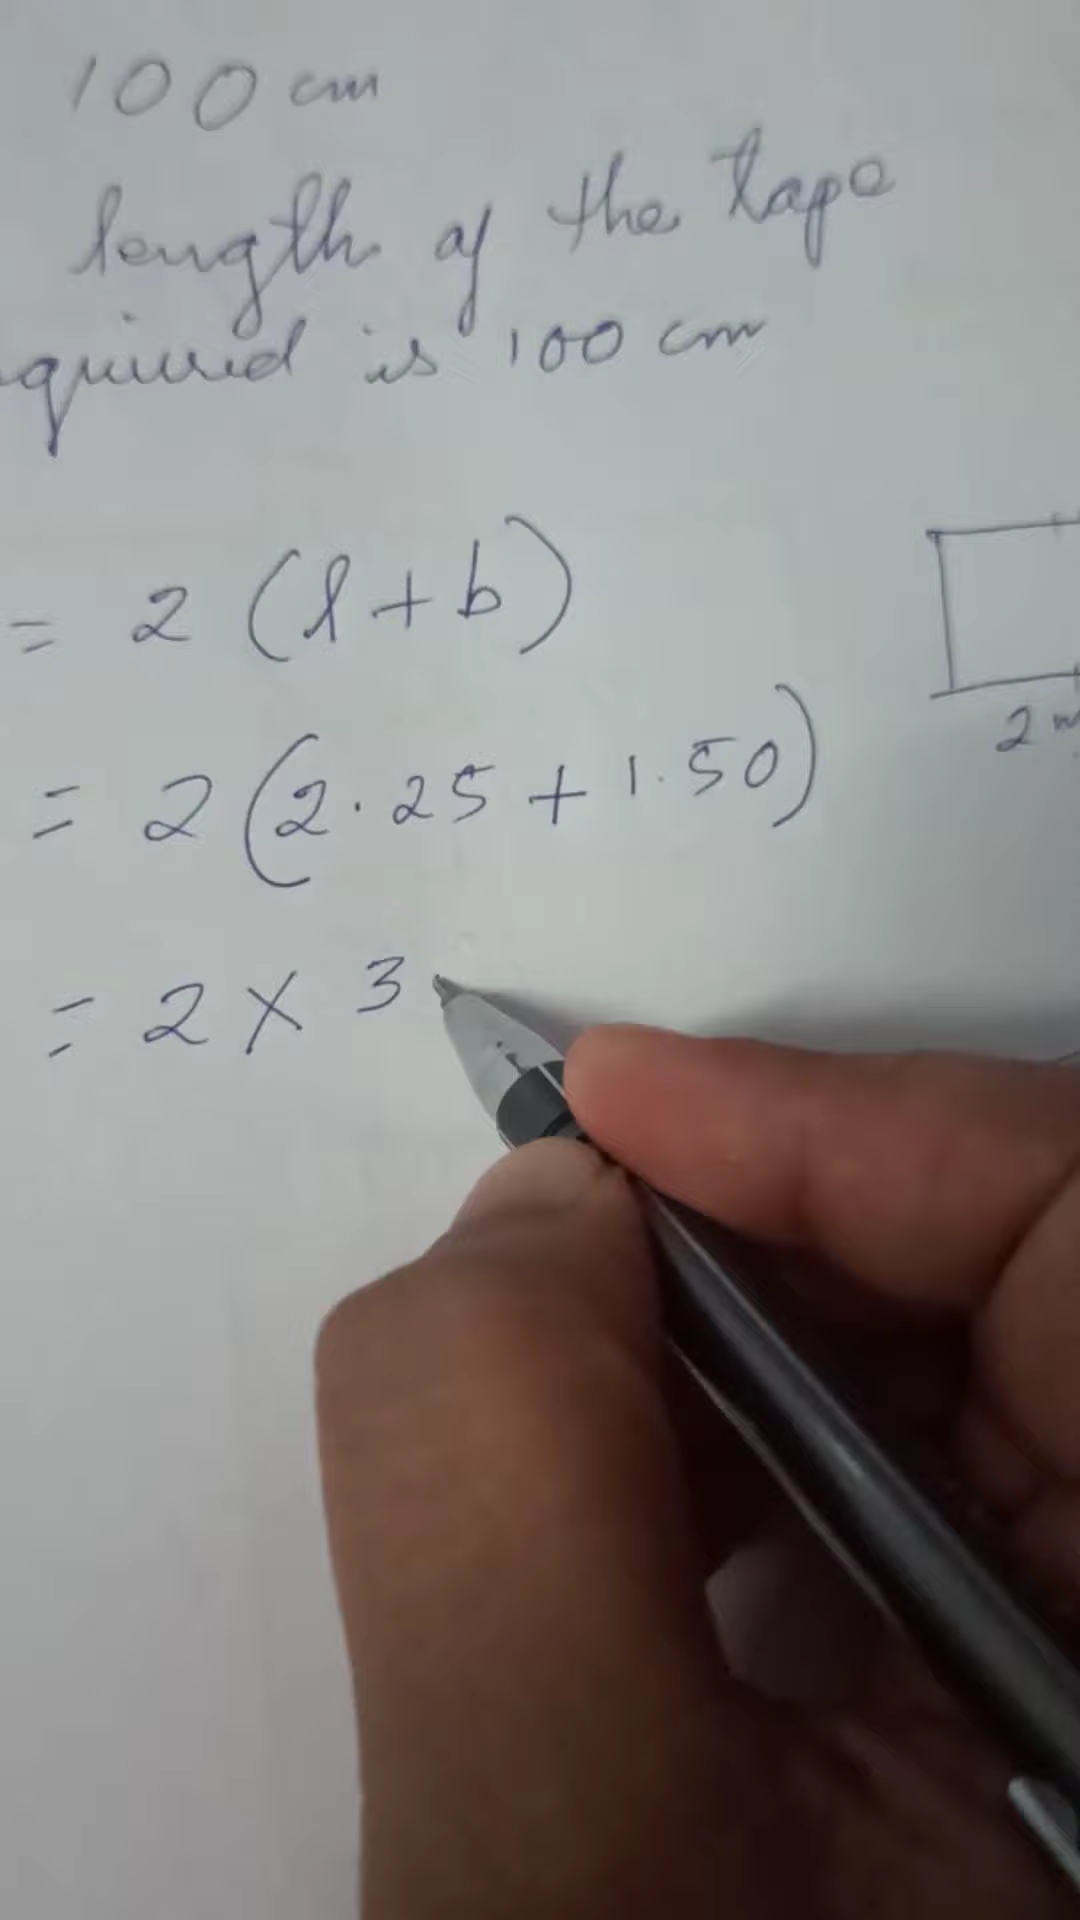 100 cm
length of the tape
quired is 100 cm
= 2 (l+b)
= 2 (2.25 + 1.50)
2 m
= 2 X 3